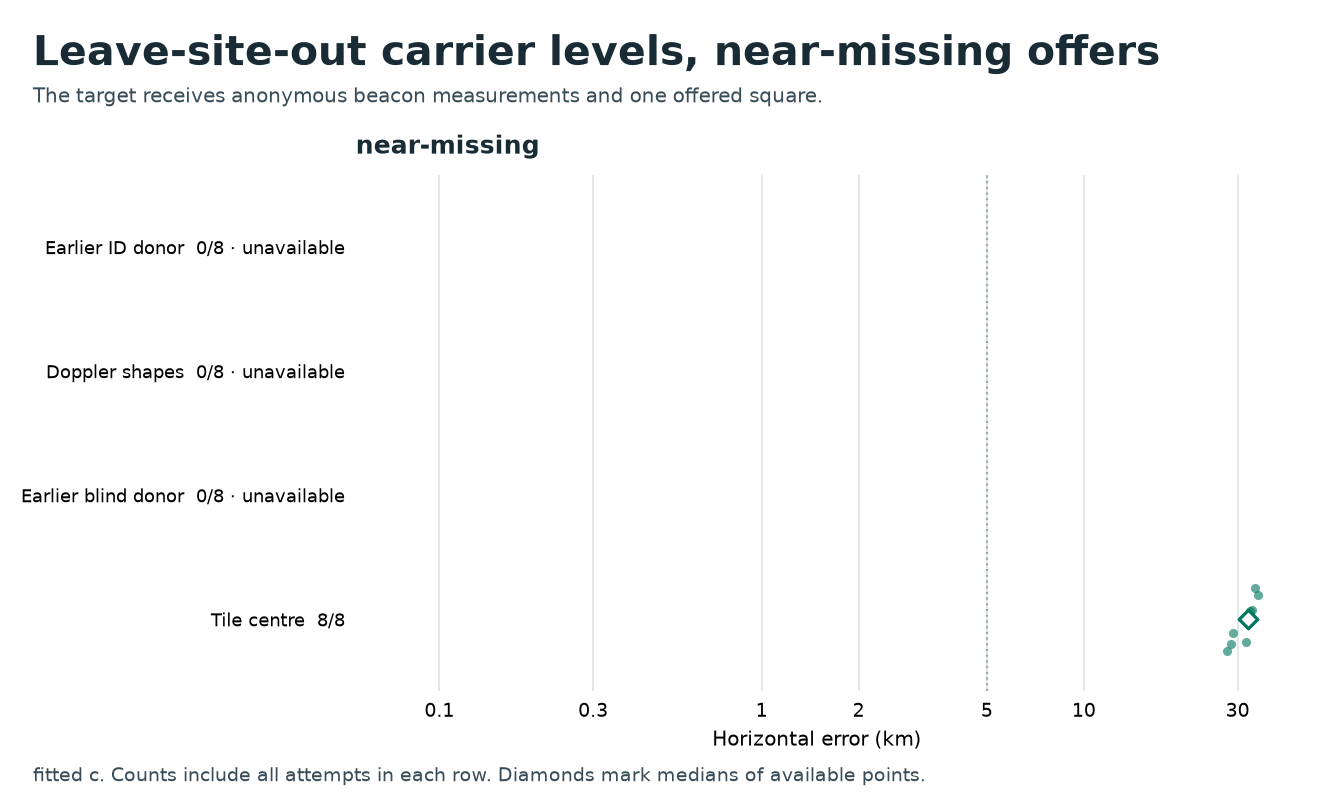 Leave-site-out carrier levels, near-missing offers
The target receives anonymous beacon measurements and one offered square.
near-missing
Earlier ID donor 0/8 · unavailable
Doppler shapes 0/8 · unavailable
Earlier blind donor 0/8 · unavailable
Tile centre 8/8
0.1 0.3 1 2 5 10 30
Horizontal error (km)
fitted c. Counts include all attempts in each row. Diamonds mark medians of available points.